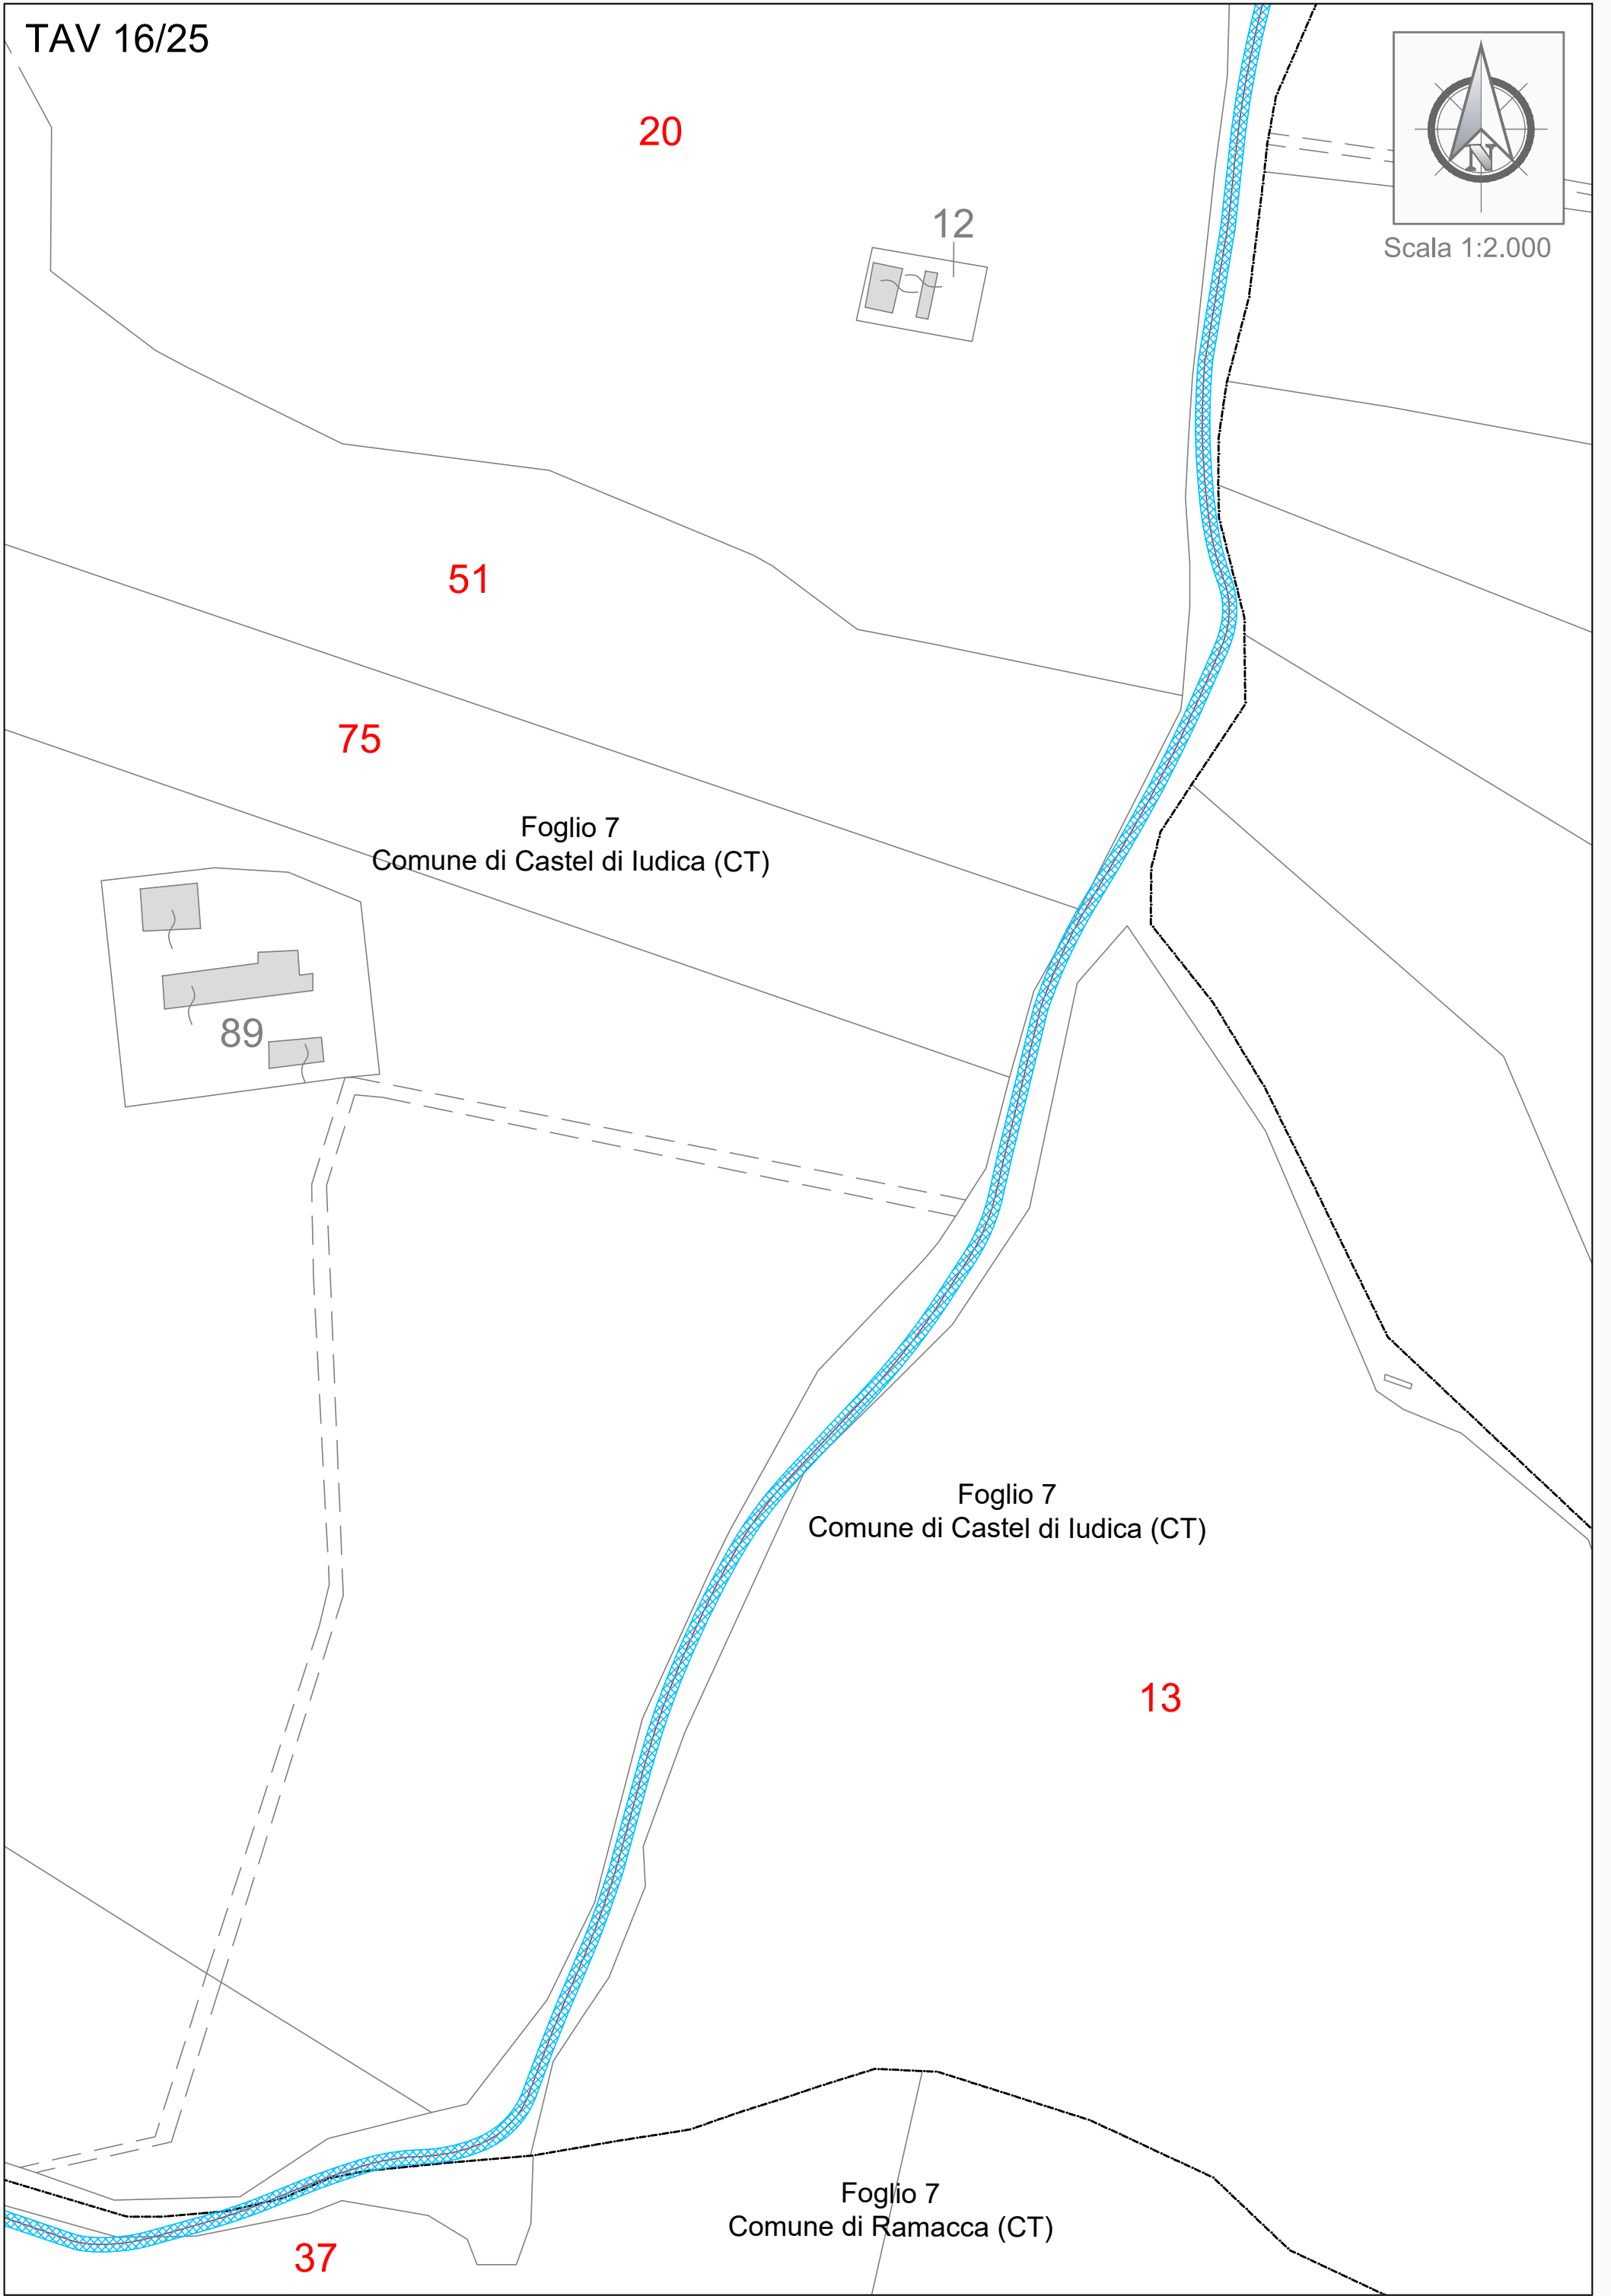 TAV 16/25
20
12
N
Scala 1:2.000
51
75
Foglio 7
Comune di Castel di Iudica (CT)
89
Foglio 7
Comune di Castel di Iudica (CT)
13
Foglio 7
Comune di Ramacca (CT)
37